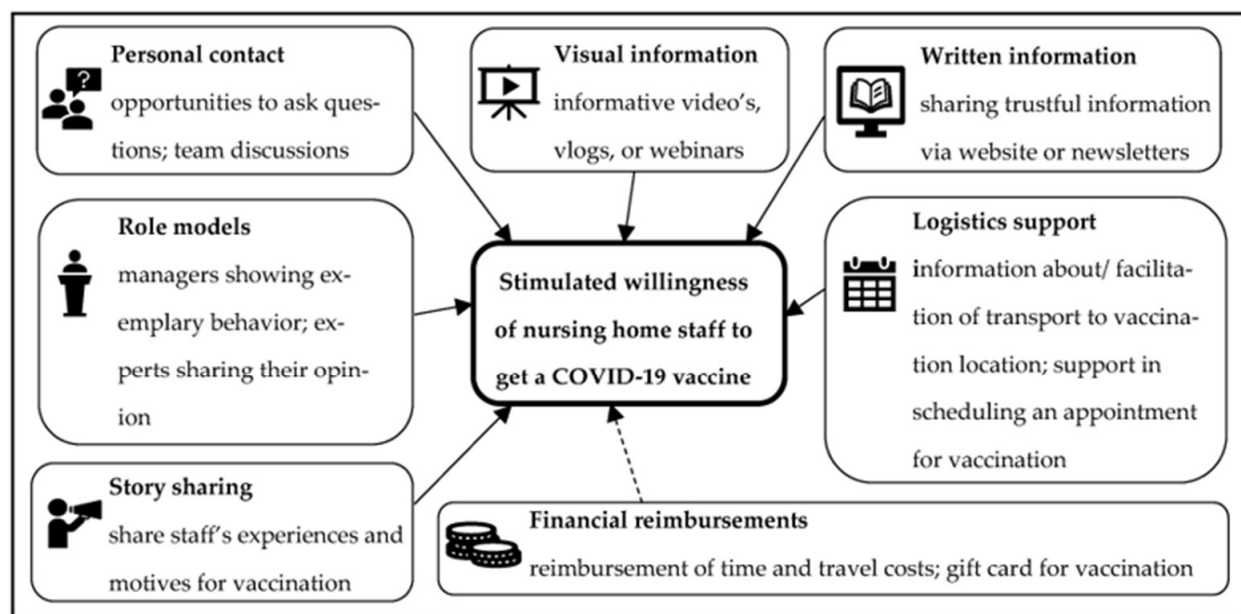 Personal contact
opportunities to ask ques-
tions; team discussions
Visual information
informative video's,
vlogs, or webinars
Written information
sharing trustful information
via website or newsletters
Role models
managers showing ex-
emplary behavior; ex-
perts sharing their opin-
ion
Stimulated willingness
of nursing home staff to
get a COVID-19 vaccine
Logistics support
information about/ facilita-
tion of transport to vaccina-
tion location; support in
scheduling an appointment
for vaccination
Story sharing
share staff's experiences and
motives for vaccination
Financial reimbursements
reimbursement of time and travel costs; gift card for vaccination
?